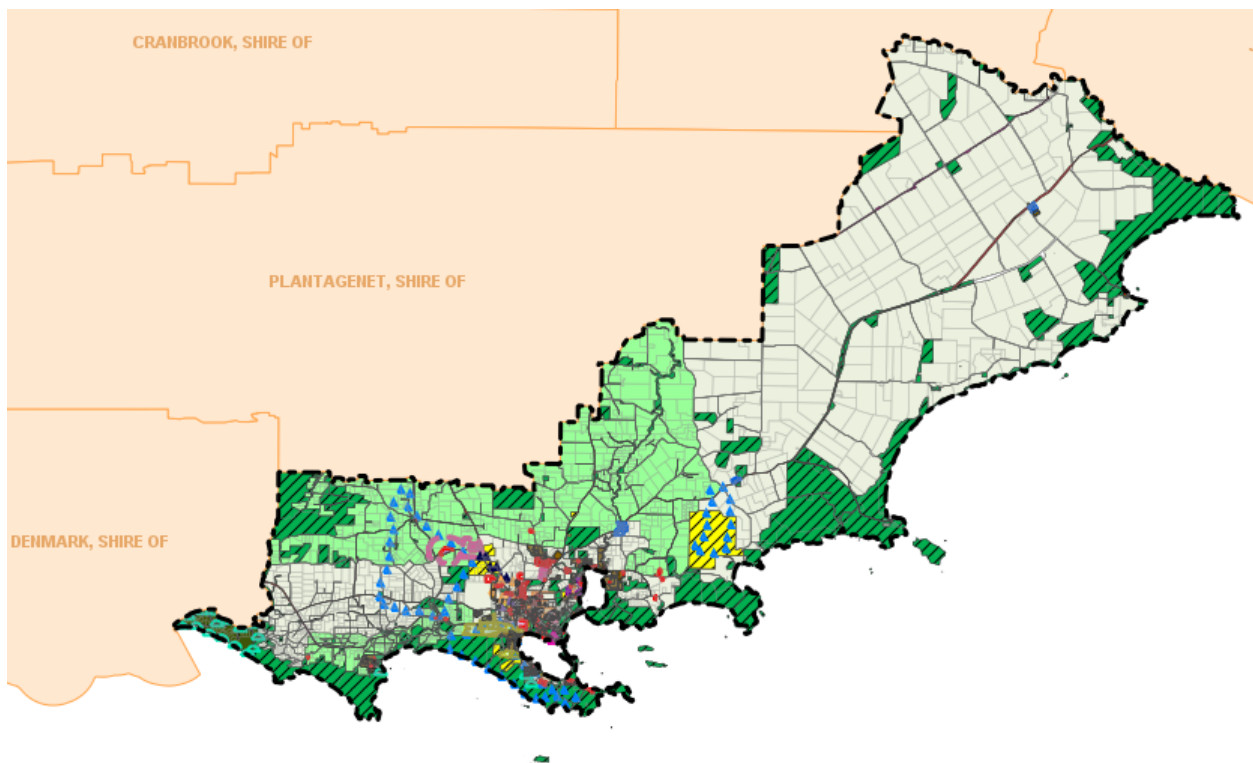 CRANBROOK, SHIRE OF
PLANTAGENET, SHIRE OF
DENMARK, SHIRE OF